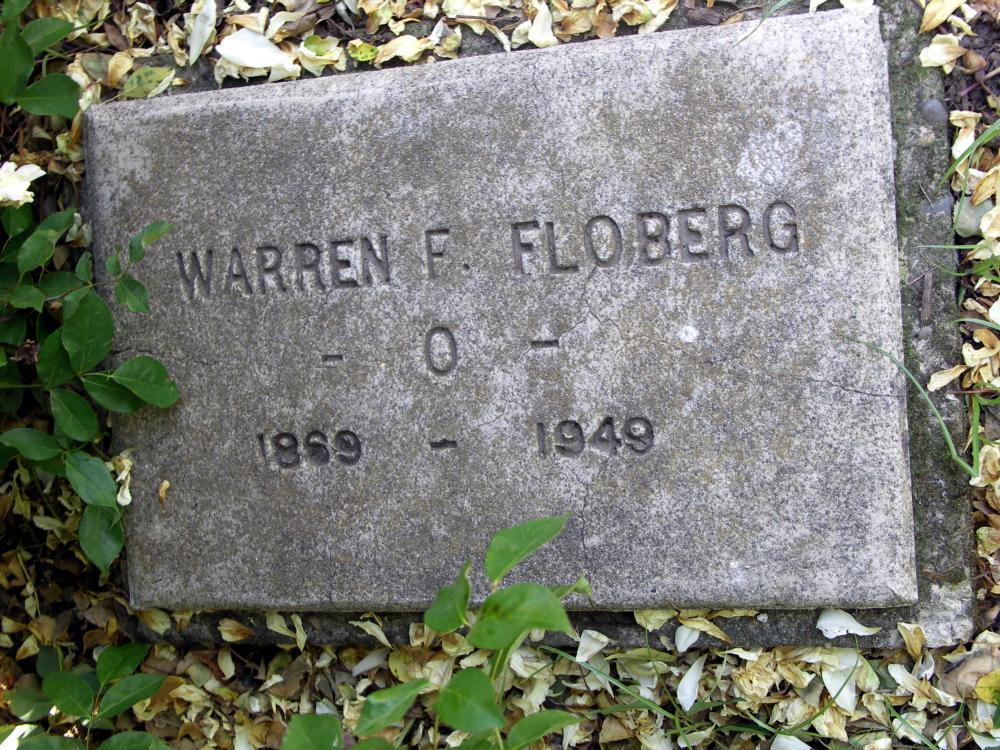 WARREN F. FLOBERG
- O -
1869 - 1949